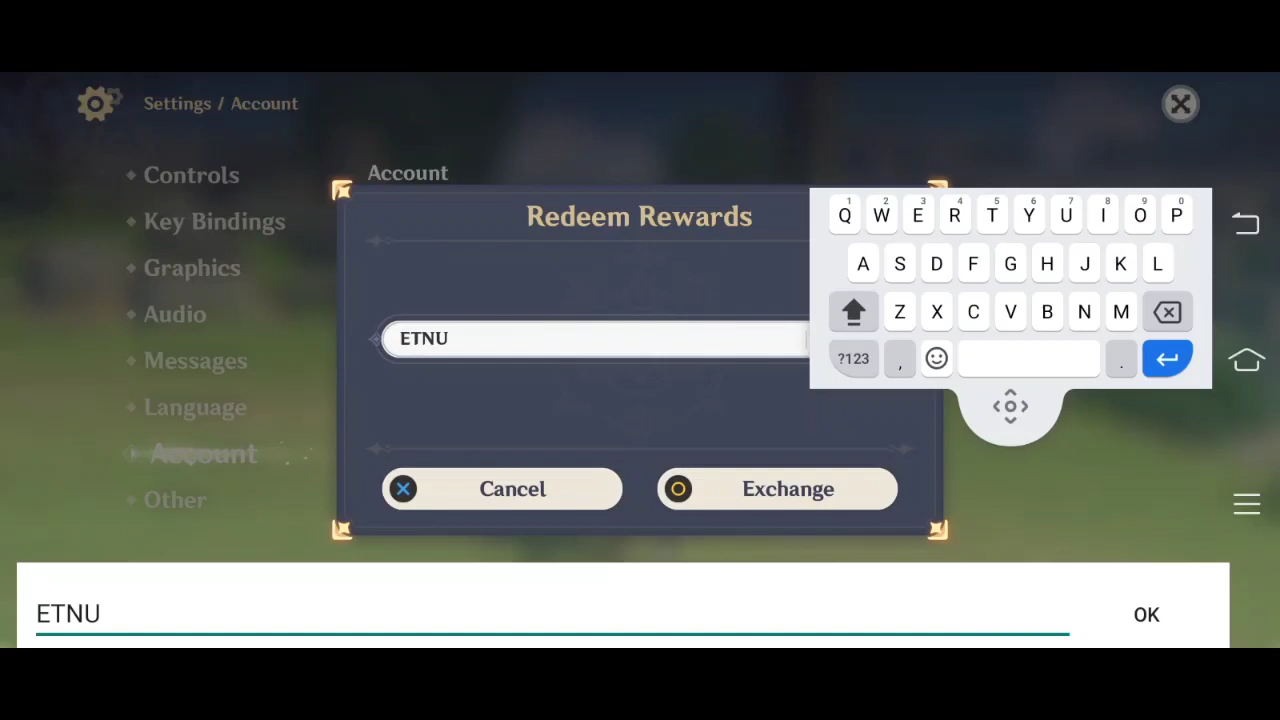 Settings / Account
Controls
Key Bindings
Graphics
Audio
Messages
Language
Account
Other
Account
Redeem Rewards
ETNU
Cancel
Exchange
1 2 3 4 5 6 7 8 9 0
Q W E R T Y U I O P
A S D F G H J K L
Z X C V B N M
?123 , .
ETNU
OK